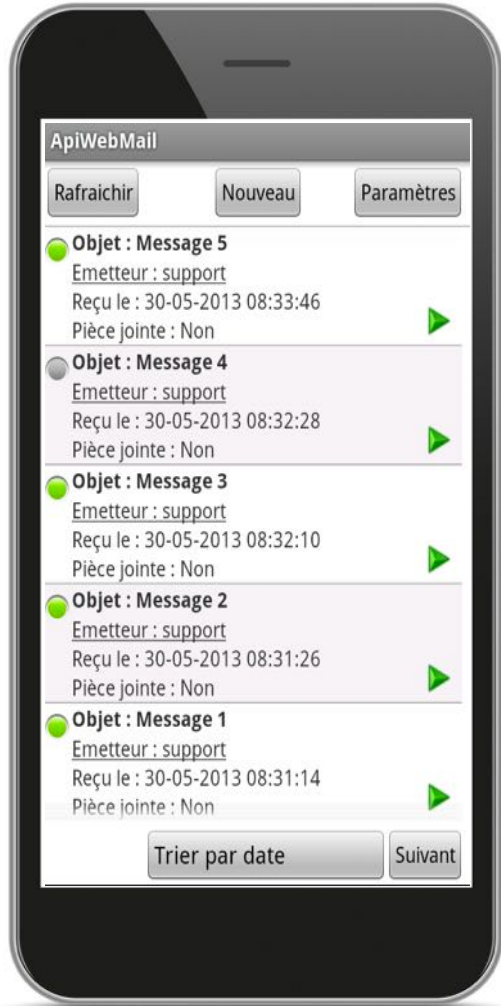 ApiWebMail
Rafraichir Nouveau Paramètres
Objet : Message 5
Emetteur : support
Reçu le : 30-05-2013 08:33:46
Pièce jointe : Non
Objet : Message 4
Emetteur : support
Reçu le : 30-05-2013 08:32:28
Pièce jointe : Non
Objet : Message 3
Emetteur : support
Reçu le : 30-05-2013 08:32:10
Pièce jointe : Non
Objet : Message 2
Emetteur : support
Reçu le : 30-05-2013 08:31:26
Pièce jointe : Non
Objet : Message 1
Emetteur : support
Reçu le : 30-05-2013 08:31:14
Pièce jointe : Non
Trier par date Suivant